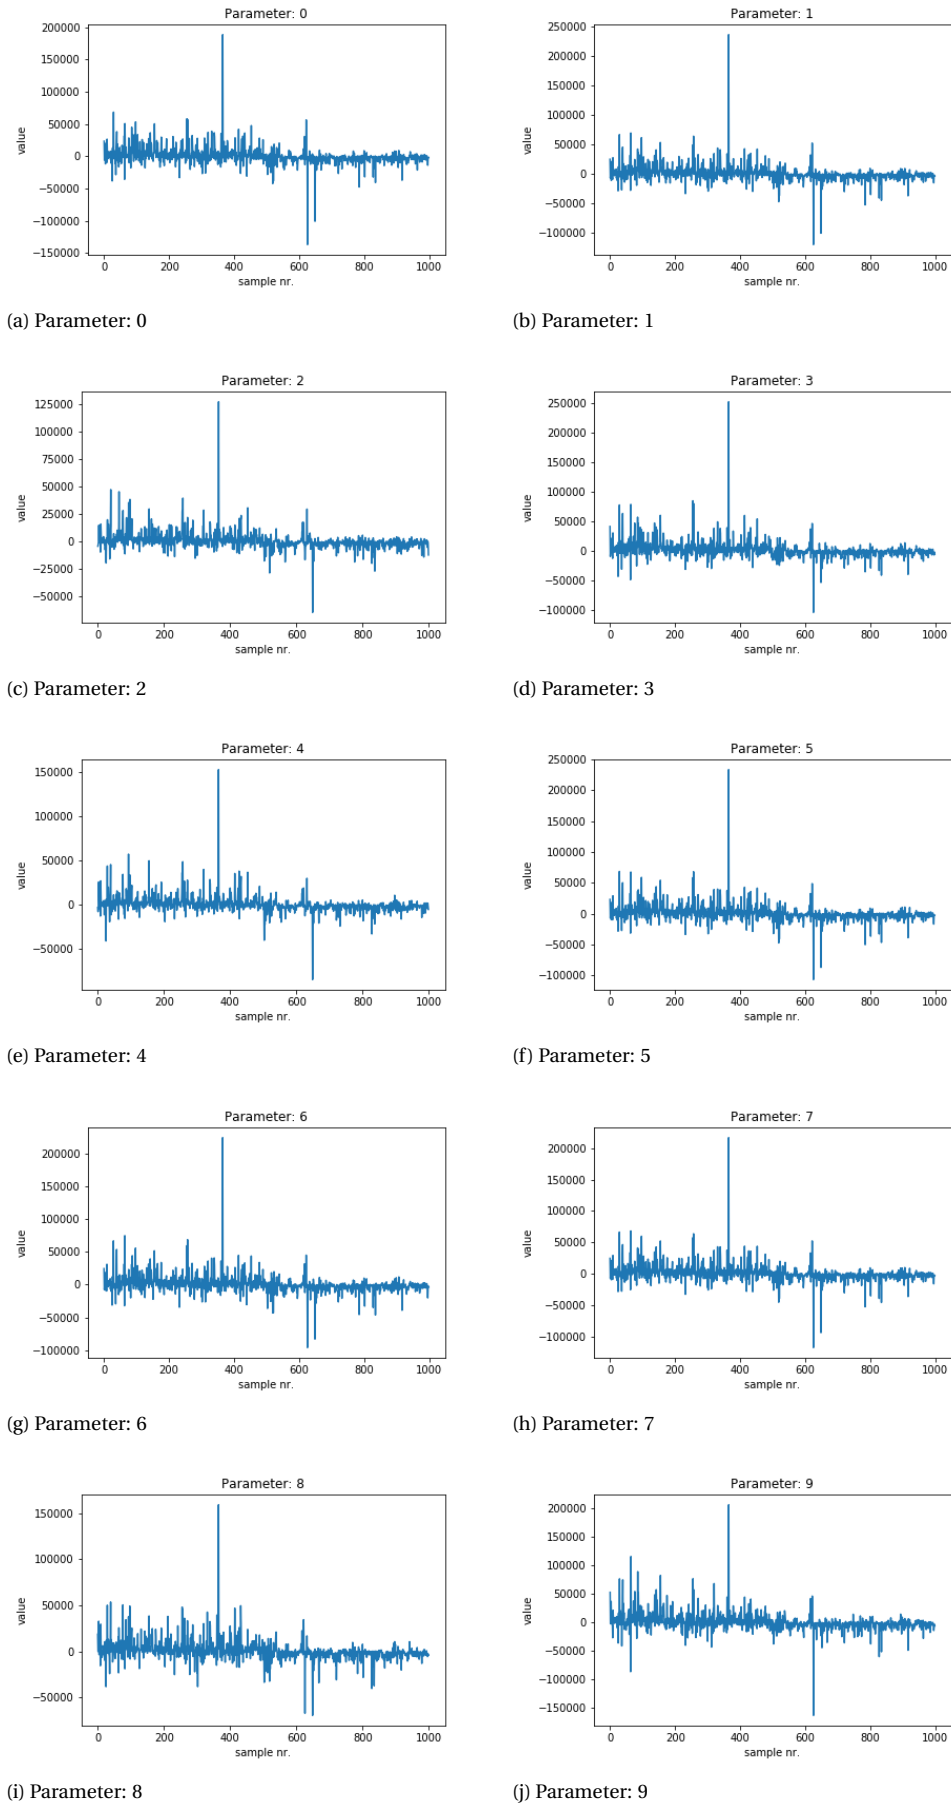 Parameter: 0
200000
150000
100000
50000
0
−50000
−100000
−150000
value
0 200 400 600 800 1000
sample nr.
(a) Parameter: 0
Parameter: 1
250000
200000
150000
100000
50000
0
−50000
−100000
value
0 200 400 600 800 1000
sample nr.
(b) Parameter: 1
Parameter: 2
125000
100000
75000
50000
25000
0
−25000
−50000
value
0 200 400 600 800 1000
sample nr.
(c) Parameter: 2
Parameter: 3
250000
200000
150000
100000
50000
0
−50000
−100000
value
0 200 400 600 800 1000
sample nr.
(d) Parameter: 3
Parameter: 4
150000
100000
50000
0
−50000
value
0 200 400 600 800 1000
sample nr.
(e) Parameter: 4
Parameter: 5
250000
200000
150000
100000
50000
0
−50000
−100000
value
0 200 400 600 800 1000
sample nr.
(f) Parameter: 5
Parameter: 6
200000
150000
100000
50000
0
−50000
−100000
value
0 200 400 600 800 1000
sample nr.
(g) Parameter: 6
Parameter: 7
200000
150000
100000
50000
0
−50000
−100000
value
0 200 400 600 800 1000
sample nr.
(h) Parameter: 7
Parameter: 8
150000
100000
50000
0
−50000
value
0 200 400 600 800 1000
sample nr.
(i) Parameter: 8
Parameter: 9
200000
150000
100000
50000
0
−50000
−100000
−150000
value
0 200 400 600 800 1000
sample nr.
(j) Parameter: 9